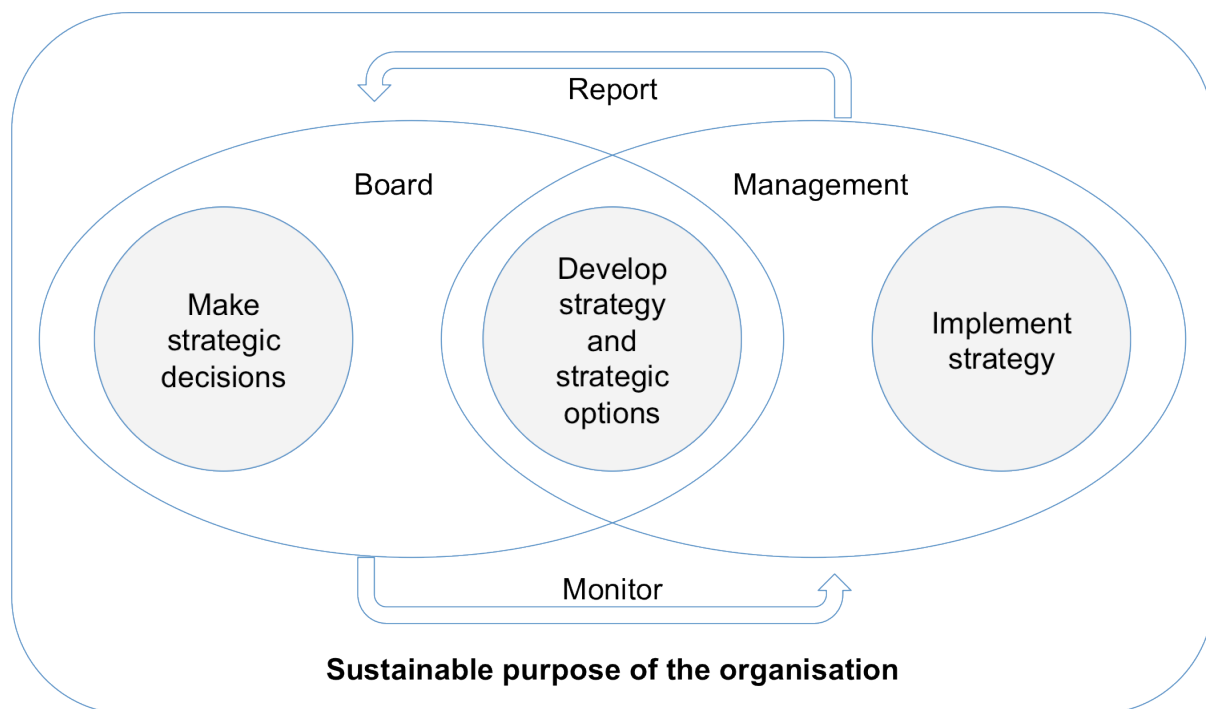 Report
Board
Management
Make
strategic
decisions
Develop
strategy
and
strategic
options
Implement
strategy
Monitor
Sustainable purpose of the organisation